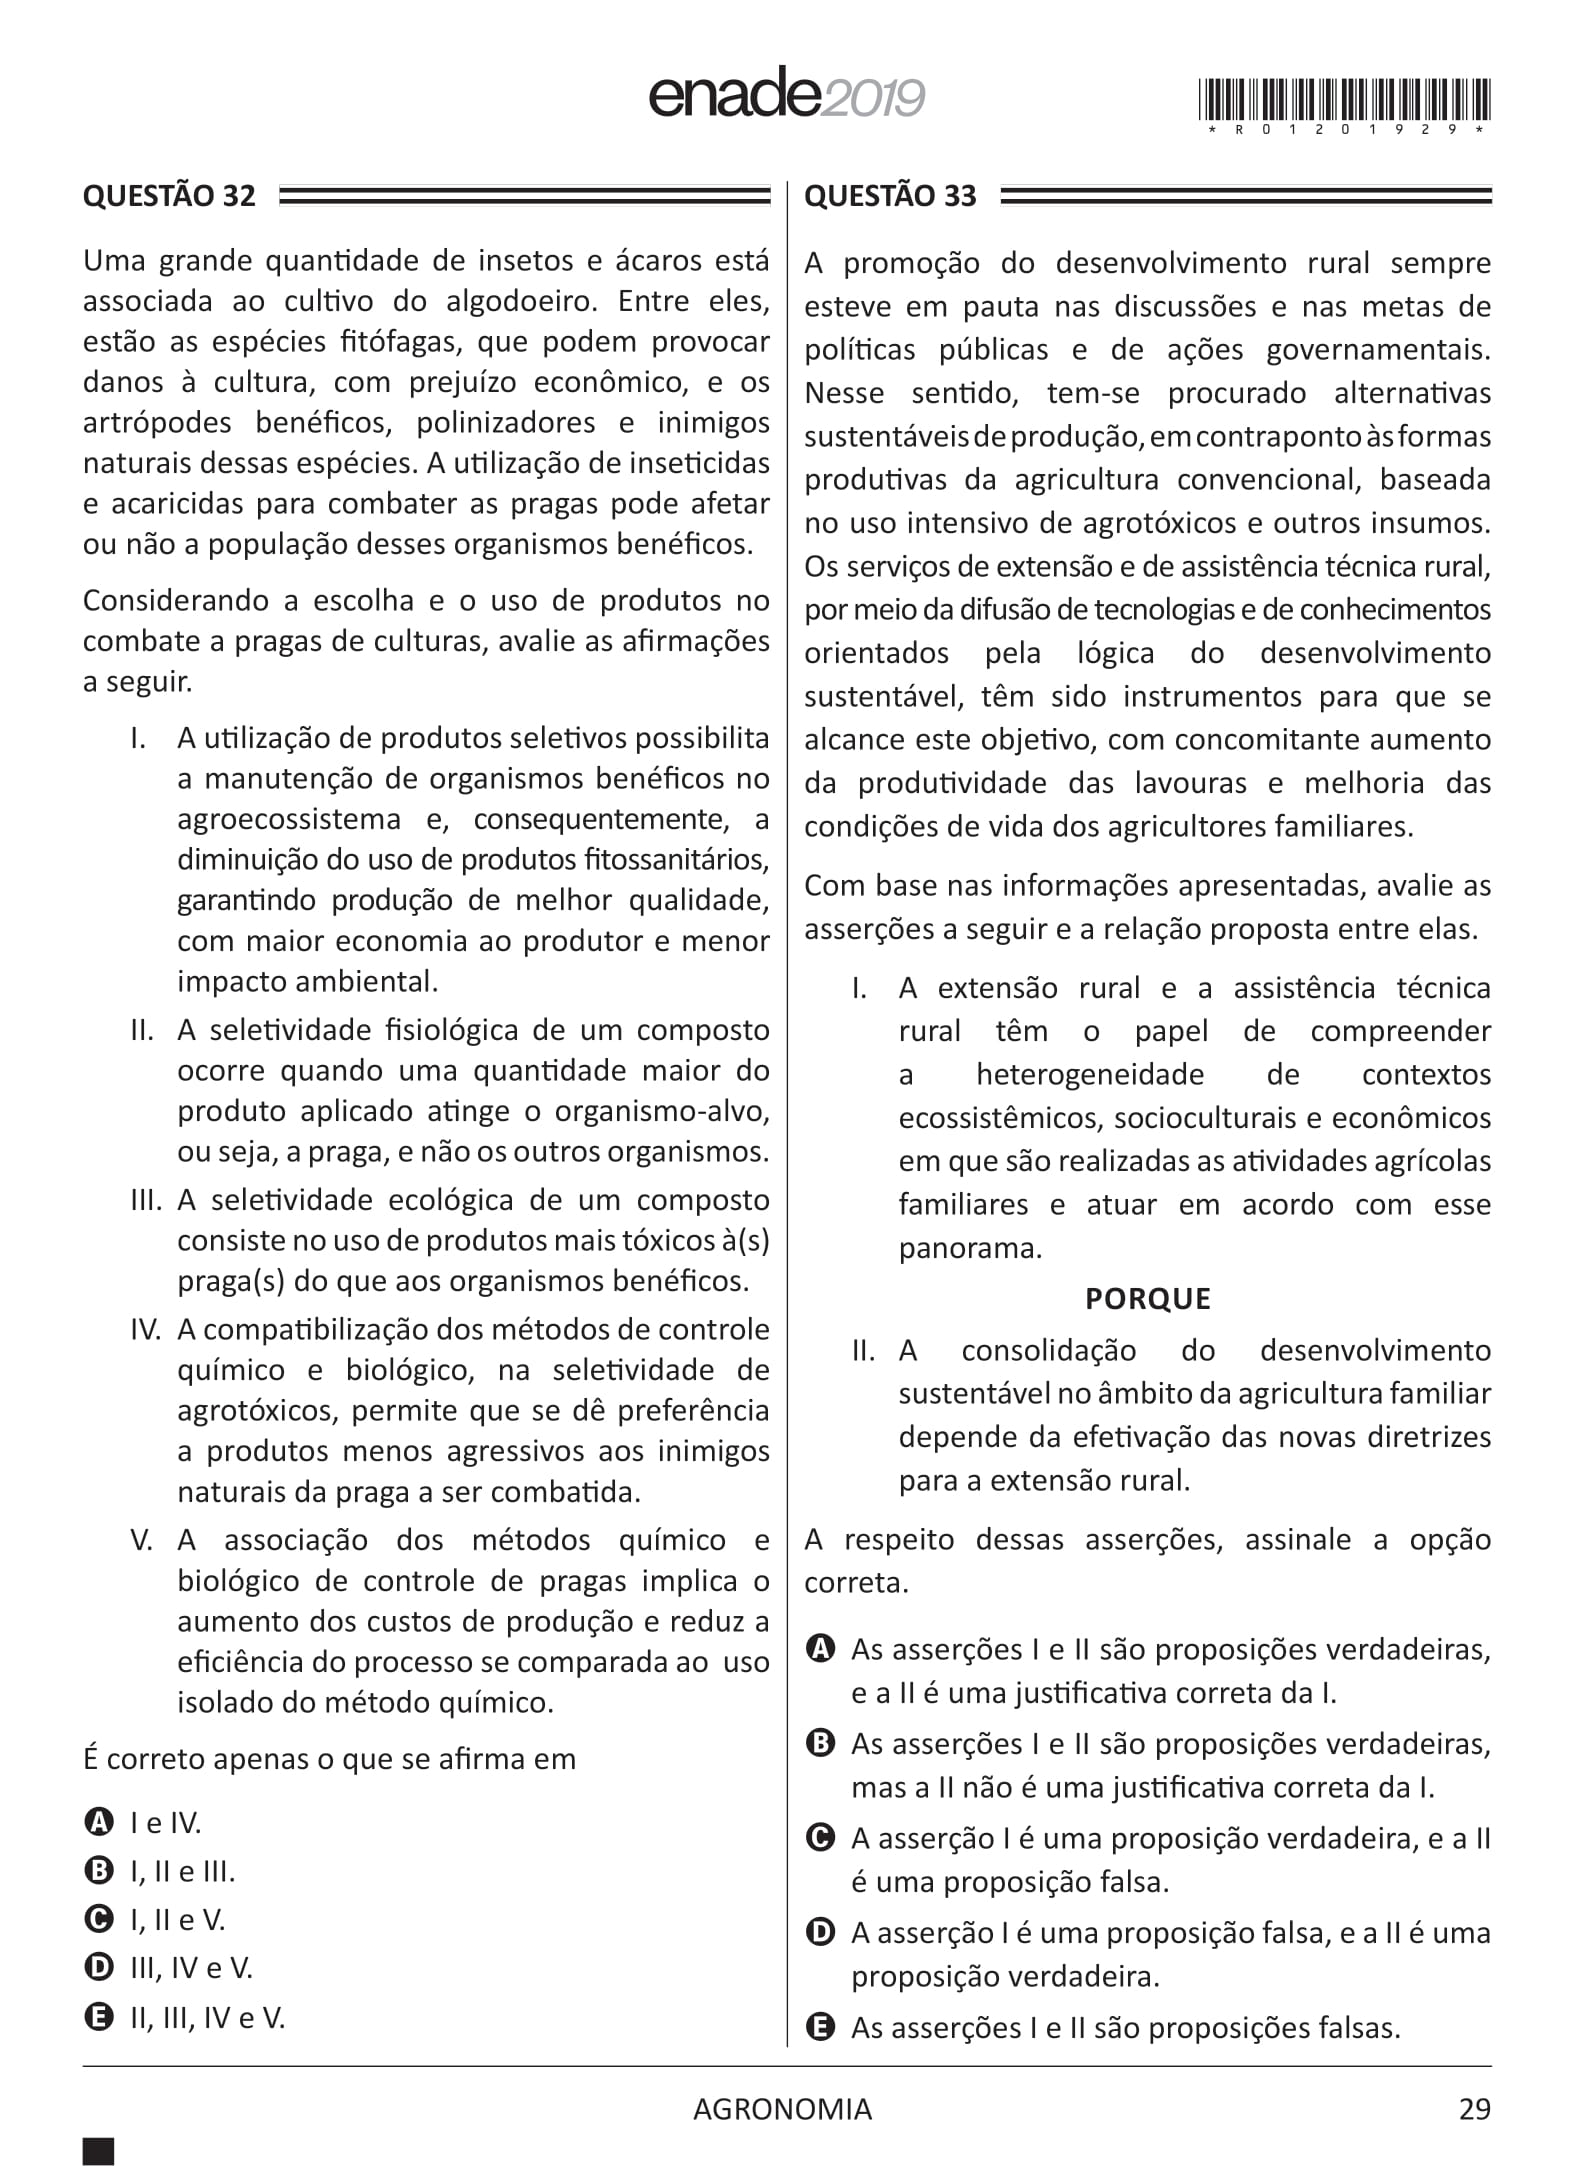 enade2019
*R01201929*
QUESTÃO 32
Uma grande quantidade de insetos e ácaros está
associada ao cultivo do algodoeiro. Entre eles,
estão as espécies fitófagas, que podem provocar
danos à cultura, com prejuízo econômico, e os
artrópodes benéficos, polinizadores e inimigos
naturais dessas espécies. A utilização de inseticidas
e acaricidas para combater as pragas pode afetar
ou não a população desses organismos benéficos.
Considerando a escolha e o uso de produtos no
combate a pragas de culturas, avalie as afirmações
a seguir.
I. A utilização de produtos seletivos possibilita
a manutenção de organismos benéficos no
agroecossistema e, consequentemente, a
diminuição do uso de produtos fitossanitários,
garantindo produção de melhor qualidade,
com maior economia ao produtor e menor
impacto ambiental.
II. A seletividade fisiológica de um composto
ocorre quando uma quantidade maior do
produto aplicado atinge o organismo-alvo,
ou seja, a praga, e não os outros organismos.
III. A seletividade ecológica de um composto
consiste no uso de produtos mais tóxicos à(s)
praga(s) do que aos organismos benéficos.
IV. A compatibilização dos métodos de controle
químico e biológico, na seletividade de
agrotóxicos, permite que se dê preferência
a produtos menos agressivos aos inimigos
naturais da praga a ser combatida.
V. A associação dos métodos químico e
biológico de controle de pragas implica o
aumento dos custos de produção e reduz a
eficiência do processo se comparada ao uso
isolado do método químico.
É correto apenas o que se afirma em
A I e IV.
B I, II e III.
C I, II e V.
D III, IV e V.
E II, III, IV e V.
QUESTÃO 33
A promoção do desenvolvimento rural sempre
esteve em pauta nas discussões e nas metas de
políticas públicas e de ações governamentais.
Nesse sentido, tem-se procurado alternativas
sustentáveis de produção, em contraponto às formas
produtivas da agricultura convencional, baseada
no uso intensivo de agrotóxicos e outros insumos.
Os serviços de extensão e de assistência técnica rural,
por meio da difusão de tecnologias e de conhecimentos
orientados pela lógica do desenvolvimento
sustentável, têm sido instrumentos para que se
alcance este objetivo, com concomitante aumento
da produtividade das lavouras e melhoria das
condições de vida dos agricultores familiares.
Com base nas informações apresentadas, avalie as
asserções a seguir e a relação proposta entre elas.
I. A extensão rural e a assistência técnica
rural têm o papel de compreender
a heterogeneidade de contextos
ecossistêmicos, socioculturais e econômicos
em que são realizadas as atividades agrícolas
familiares e atuar em acordo com esse
panorama.
PORQUE
II. A consolidação do desenvolvimento
sustentável no âmbito da agricultura familiar
depende da efetivação das novas diretrizes
para a extensão rural.
A respeito dessas asserções, assinale a opção
correta.
A As asserções I e II são proposições verdadeiras,
e a II é uma justificativa correta da I.
B As asserções I e II são proposições verdadeiras,
mas a II não é uma justificativa correta da I.
C A asserção I é uma proposição verdadeira, e a II
é uma proposição falsa.
D A asserção I é uma proposição falsa, e a II é uma
proposição verdadeira.
E As asserções I e II são proposições falsas.
AGRONOMIA
29